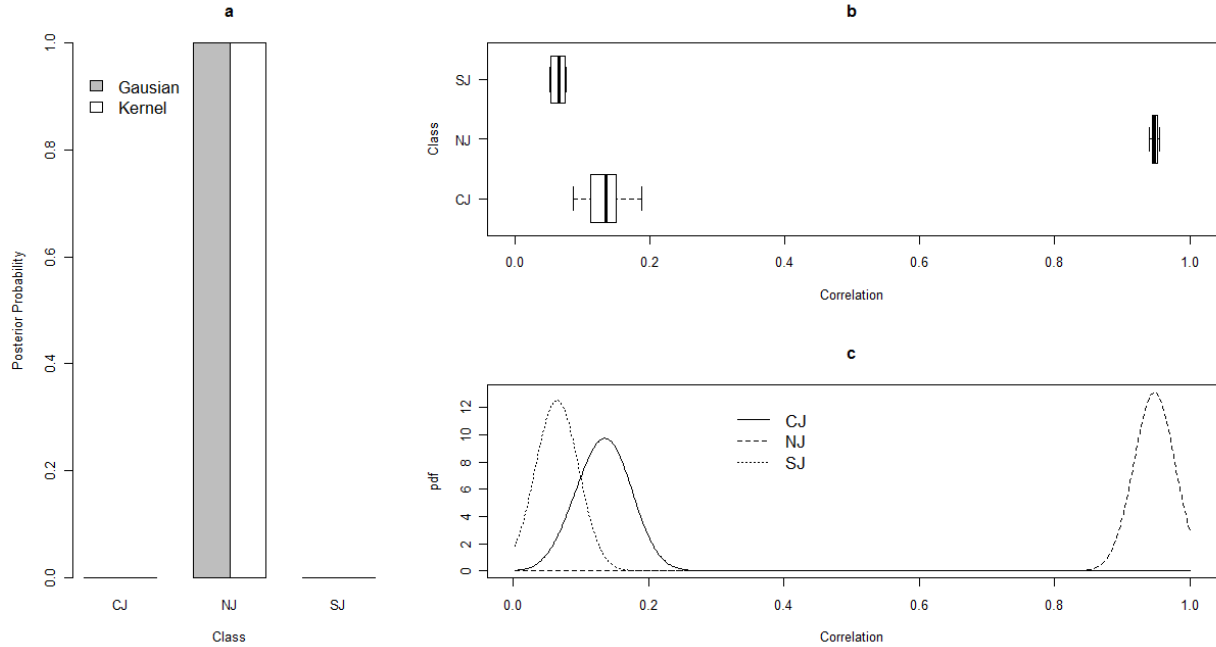 a
1.0
0.8
0.6
0.4
0.2
0.0
Posterior Probability
Gausian
Kernel
CJ NJ SJ
Class
b
SJ
NJ
CJ
Class
0.0 0.2 0.4 0.6 0.8 1.0
Correlation
c
12
10
8
6
4
2
0
pdf
CJ
NJ
SJ
0.0 0.2 0.4 0.6 0.8 1.0
Correlation